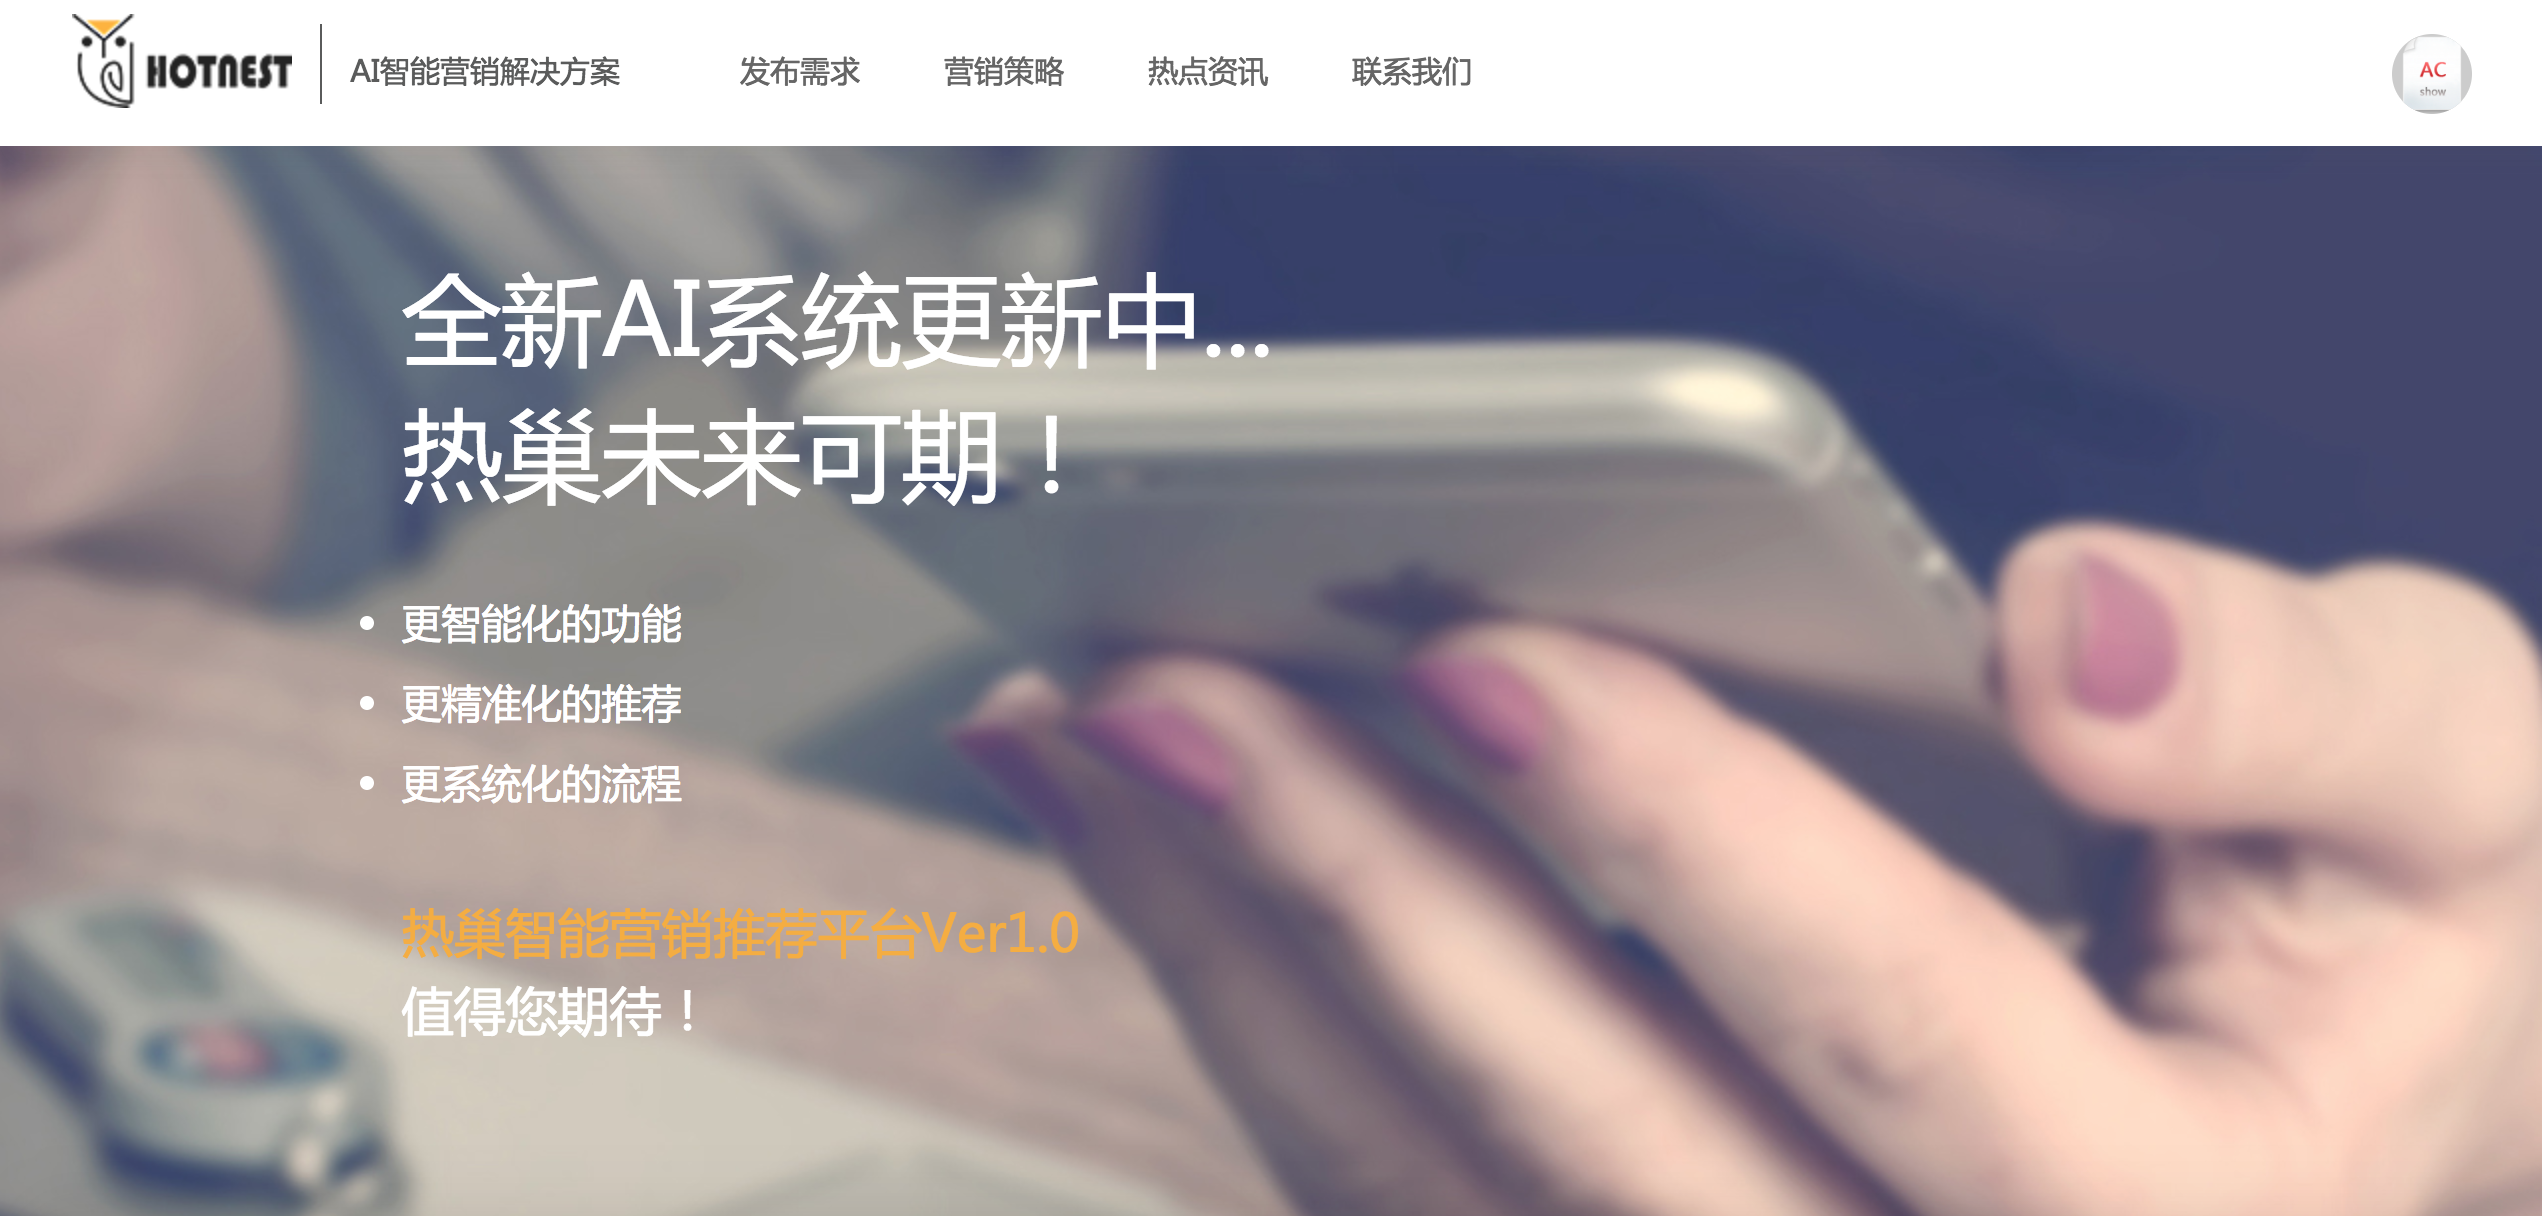 HOTNEST
AI智能营销解决方案 发布需求 营销策略 热点资讯 联系我们
AC
show
全新AI系统更新中...
热巢未来可期！
更智能化的功能
更精准化的推荐
更系统化的流程
热巢智能营销推荐平台Ver1.0
值得您期待！